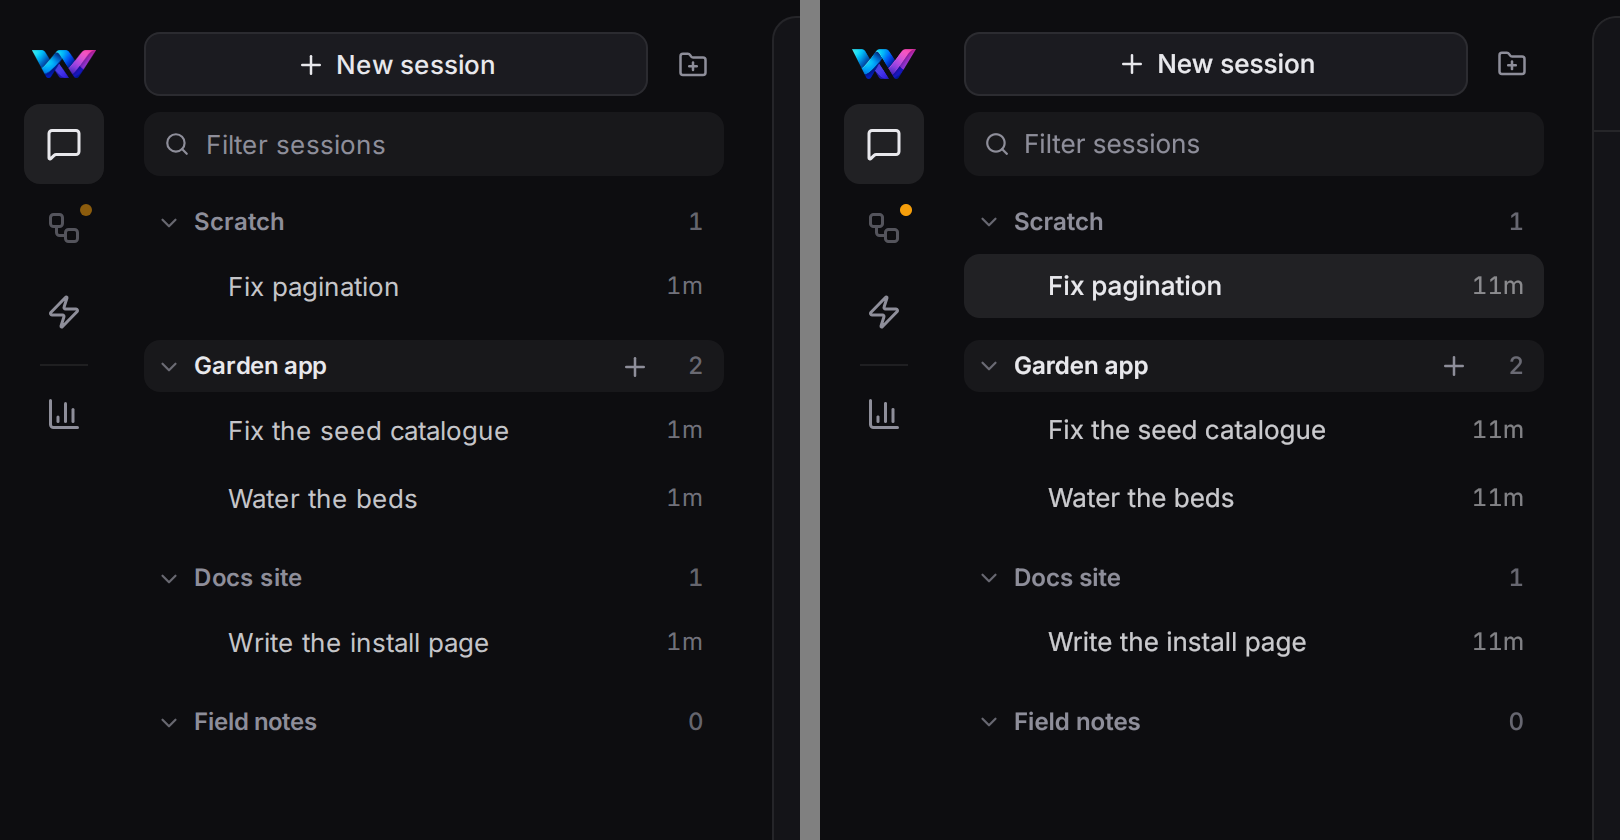 New session
Filter sessions
Scratch 1
Fix pagination 1m
Garden app 2
Fix the seed catalogue 1m
Water the beds 1m
Docs site 1
Write the install page 1m
Field notes 0
New session
Filter sessions
Scratch 1
Fix pagination 11m
Garden app 2
Fix the seed catalogue 11m
Water the beds 11m
Docs site 1
Write the install page 11m
Field notes 0